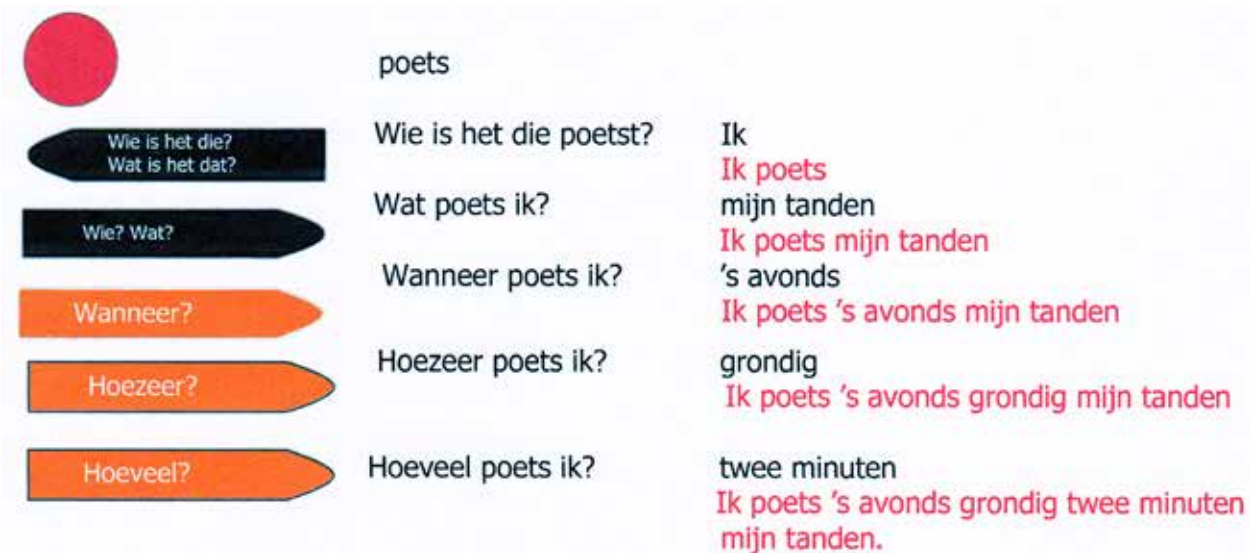 poets
Wie is het die?
Wat is het dat?
Wie is het die poetst?
Ik
Ik poets
Wie? Wat?
Wat poets ik?
mijn tanden
Ik poets mijn tanden
Wanneer?
Wanneer poets ik?
's avonds
Ik poets 's avonds mijn tanden
Hoezeer?
Hoezeer poets ik?
grondig
Ik poets 's avonds grondig mijn tanden
Hoeveel?
Hoeveel poets ik?
twee minuten
Ik poets 's avonds grondig twee minuten
mijn tanden.